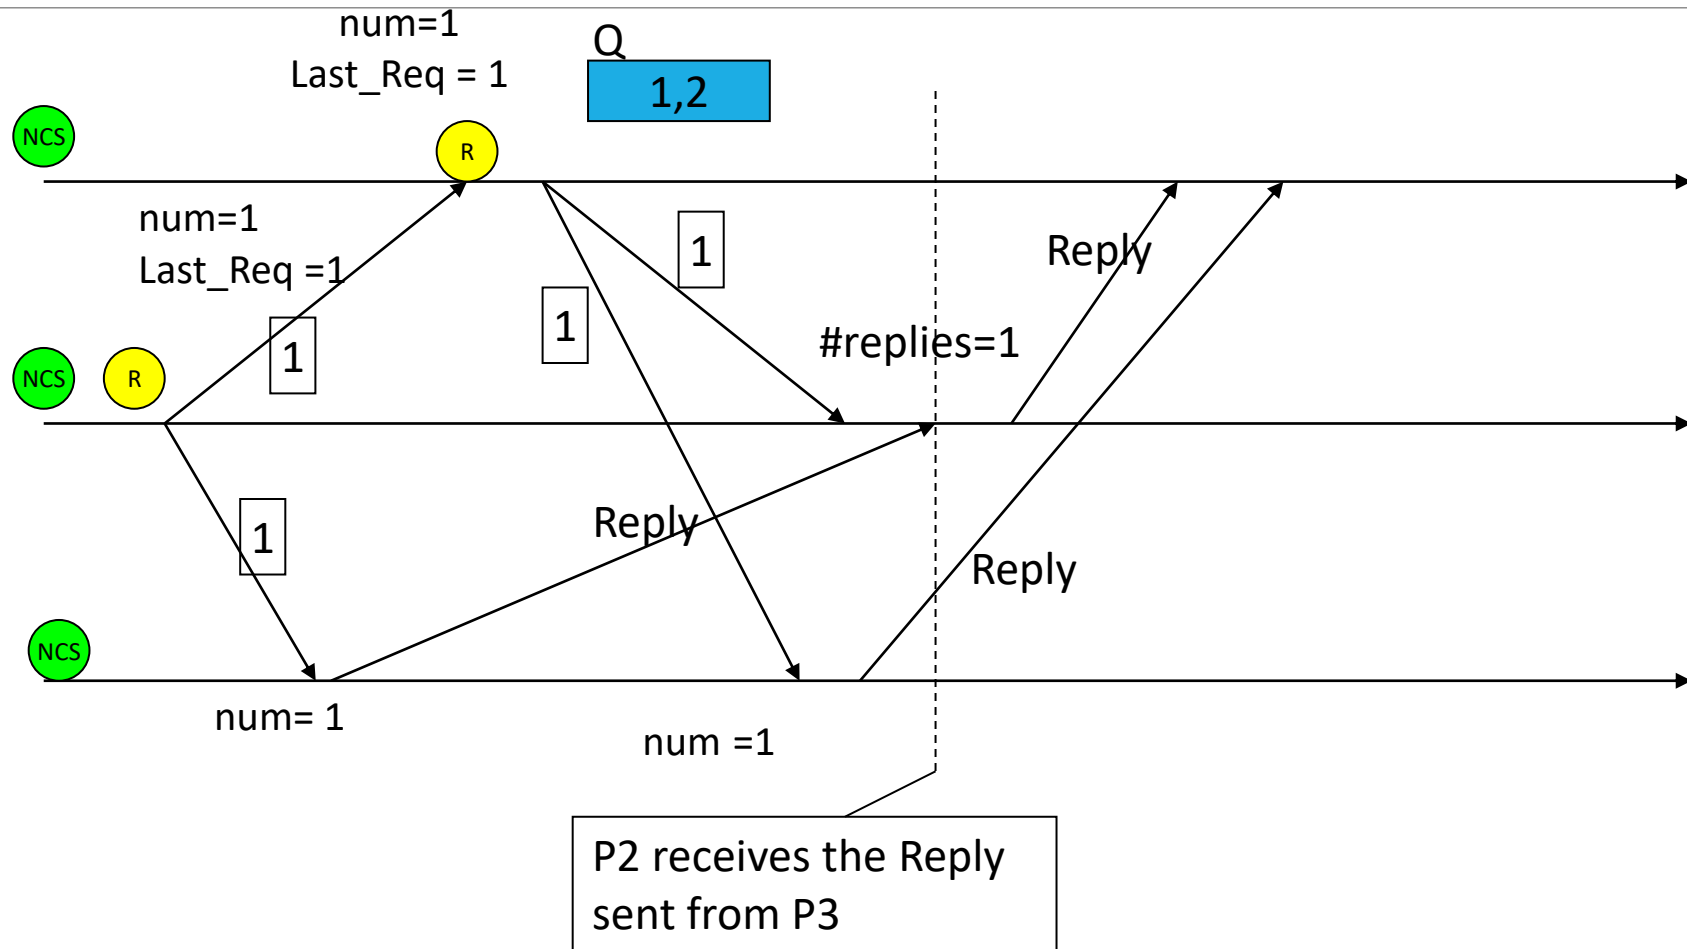 num=1
Last_Req = 1
Q
1,2
NCS
R
num=1
Last_Req =1
1
Reply
1
1
#replies=1
NCS
R
1
Reply
Reply
NCS
num= 1
num =1
P2 receives the Reply
sent from P3